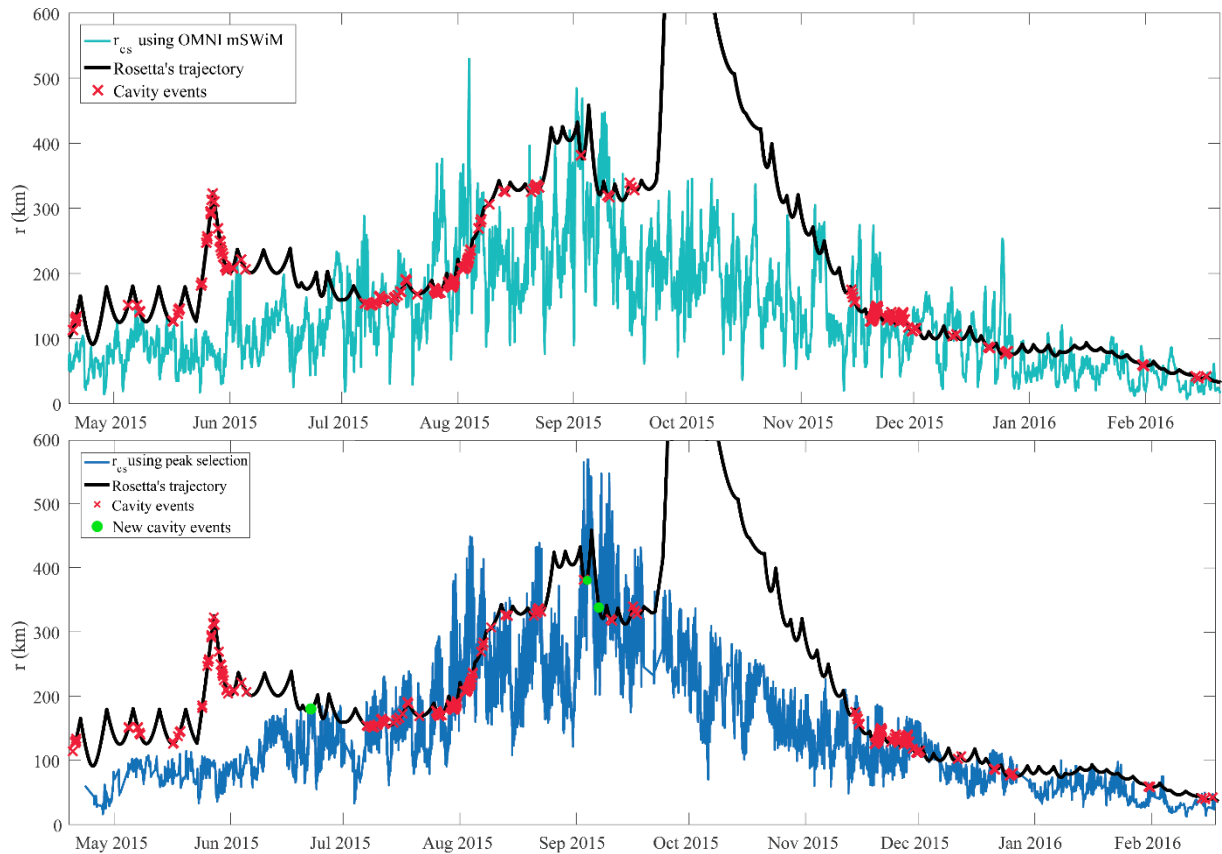 600
500
400
300
200
100
0
r (km)
r_cs using OMNI mSWiM
Rosetta's trajectory
Cavity events
May 2015 Jun 2015 Jul 2015 Aug 2015 Sep 2015 Oct 2015 Nov 2015 Dec 2015 Jan 2016 Feb 2016
600
500
400
300
200
100
0
r (km)
r_cs using peak selection
Rosetta's trajectory
Cavity events
New cavity events
May 2015 Jun 2015 Jul 2015 Aug 2015 Sep 2015 Oct 2015 Nov 2015 Dec 2015 Jan 2016 Feb 2016